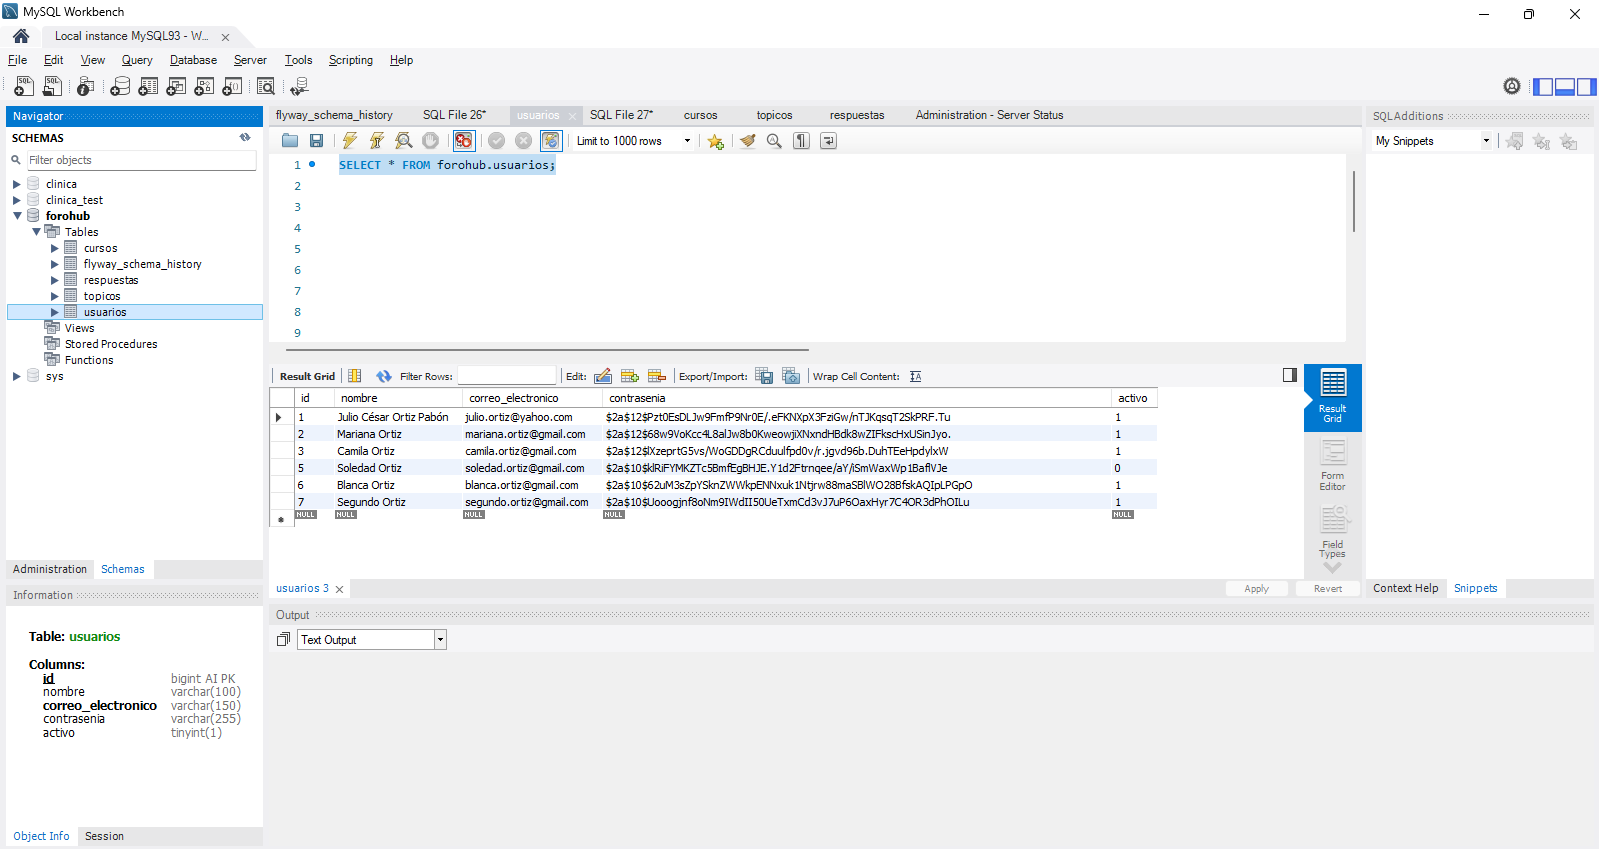 MySQL Workbench
Local instance MySQL93 - W...
File Edit View Query Database Server Tools Scripting Help
Navigator
SCHEMAS
Filter objects
clinica
clinica_test
forohub
Tables
cursos
flyway_schema_history
respuestas
topicos
usuarios
Views
Stored Procedures
Functions
sys
Administration Schemas
Information
Table: usuarios
Columns:
id bigint AI PK
nombre varchar(100)
correo_electronico varchar(150)
contrasenia varchar(255)
activo tinyint(1)
Object Info Session
flyway_schema_history SQL File 26* usuarios SQL File 27* cursos topicos respuestas Administration - Server Status
Limit to 1000 rows
1 SELECT * FROM forohub.usuarios;
2
3
4
5
6
7
8
9
Result Grid Filter Rows: Edit: Export/Import: Wrap Cell Content:
id nombre correo_electronico contrasenia activo
1 Julio César Ortiz Pabón julio.ortiz@yahoo.com $2a$12$Pzt0EsDLJw9FmfP9Nr0E/.eFKNXpX3FziGw/nTJKqsqT2SkPRF.Tu 1
2 Mariana Ortiz mariana.ortiz@gmail.com $2a$12$68w9VoKcc4L8alJw8b0KweowjiXNxndHBdk8wZIFkscHxUSinJyo. 1
3 Camila Ortiz camila.ortiz@gmail.com $2a$12$lXzeprtG5vs/WoGDDgRCduulfpd0v/r.jgvd96b.DuhTEeHpdylxW 1
5 Soledad Ortiz soledad.ortiz@gmail.com $2a$10$klRiFYMKZTc5BmfEgBHJE.Y1d2Ftrnqee/aY/iSmWaxWp1BaflVJe 0
6 Blanca Ortiz blanca.ortiz@gmail.com $2a$10$62uM3sZpYSknZWWkpENNxuk1Ntjrw88maSBlWO28BfskAQIpLPGpO 1
7 Segundo Ortiz segundo.ortiz@gmail.com $2a$10$Uooogjnf8oNm9IWdII50UeTxmCd3vJ7uP6OaxHyr7C4OR3dPhOILu 1
NULL NULL NULL NULL NULL
Result Grid
Form Editor
Field Types
usuarios 3 Apply Revert
Output
Text Output
SQLAdditions
My Snippets
Context Help Snippets